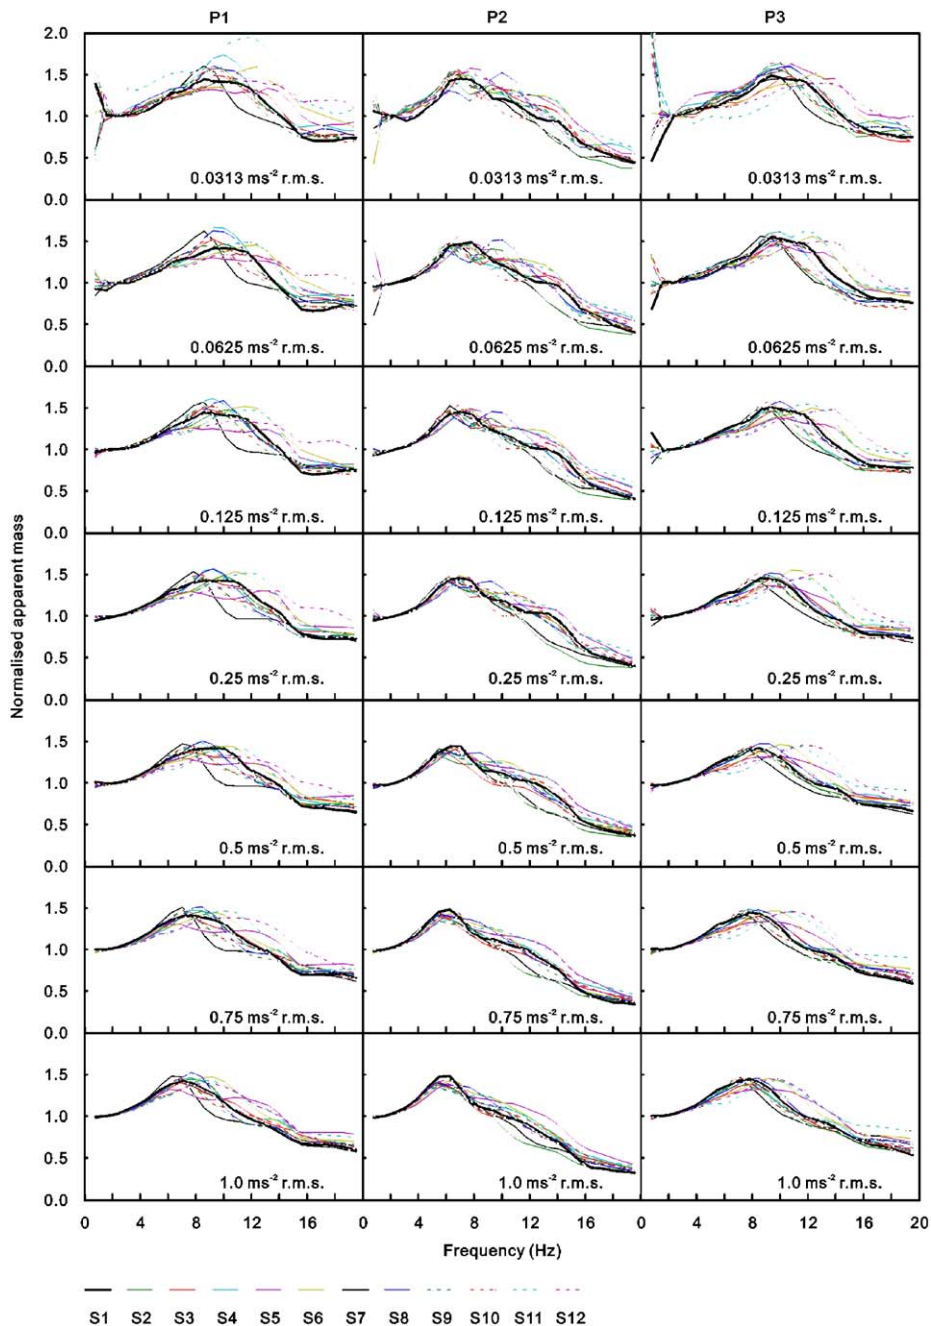 P1 P2 P3
2.0
1.5
1.0
0.5
0.0313 ms-2 r.m.s. 0.0313 ms-2 r.m.s. 0.0313 ms-2 r.m.s.
0.0
1.5
1.0
0.5
0.0625 ms-2 r.m.s. 0.0625 ms-2 r.m.s. 0.0625 ms-2 r.m.s.
0.0
1.5
1.0
0.5
0.125 ms-2 r.m.s. 0.125 ms-2 r.m.s. 0.125 ms-2 r.m.s.
0.0
Normalised apparent mass
1.5
1.0
0.5
0.25 ms-2 r.m.s. 0.25 ms-2 r.m.s. 0.25 ms-2 r.m.s.
0.0
1.5
1.0
0.5
0.5 ms-2 r.m.s. 0.5 ms-2 r.m.s. 0.5 ms-2 r.m.s.
0.0
1.5
1.0
0.5
0.75 ms-2 r.m.s. 0.75 ms-2 r.m.s. 0.75 ms-2 r.m.s.
0.0
1.5
1.0
0.5
1.0 ms-2 r.m.s. 1.0 ms-2 r.m.s. 1.0 ms-2 r.m.s.
0.0
0 4 8 12 16 0 4 8 12 16 0 4 8 12 16 20
Frequency (Hz)
S1 S2 S3 S4 S5 S6 S7 S8 S9 S10 S11 S12